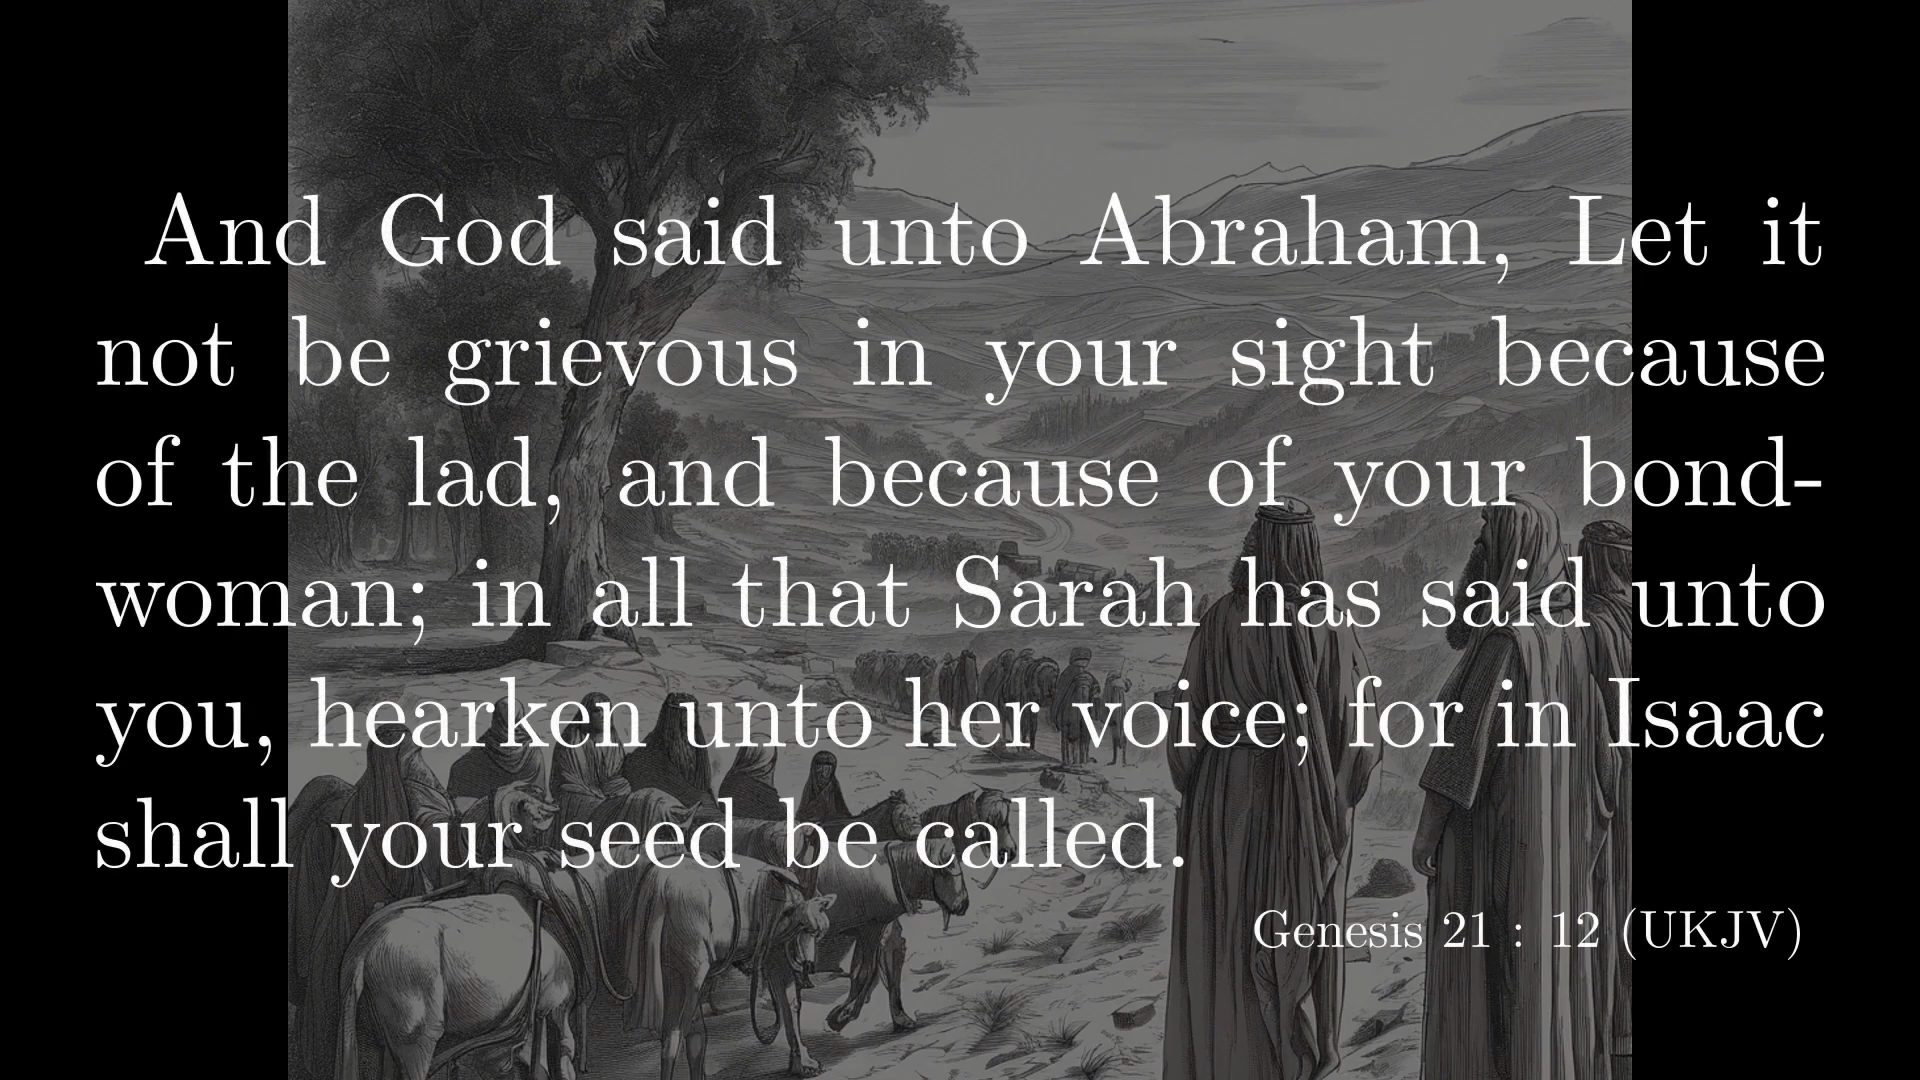 And God said unto Abraham, Let it
not be grievous in your sight because
of the lad, and because of your bond-
woman; in all that Sarah has said unto
you, hearken unto her voice; for in Isaac
shall your seed be called.
Genesis 21 : 12 (UKJV)